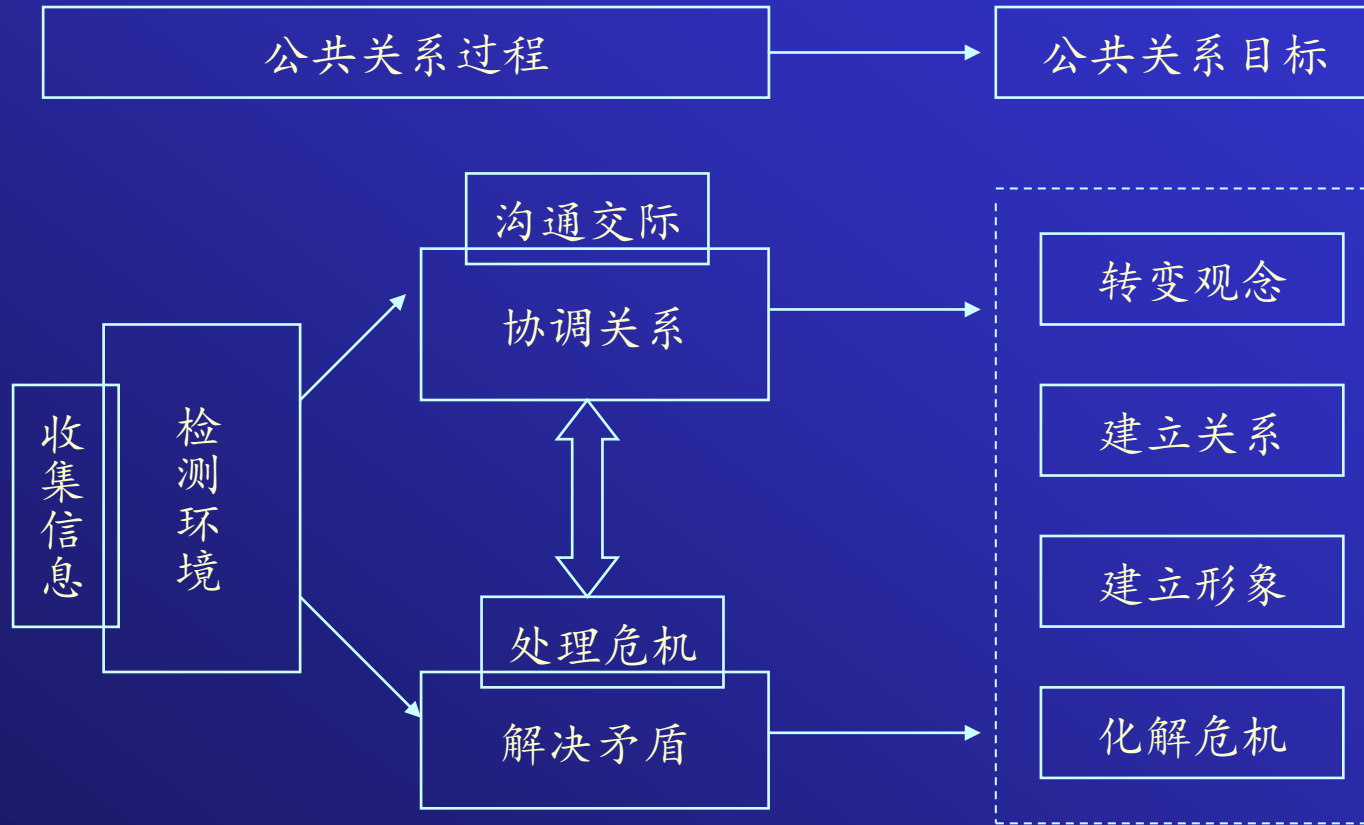 公共关系过程
公共关系目标
沟通交际
协调关系
收集信息
检测环境
处理危机
解决矛盾
转变观念
建立关系
建立形象
化解危机